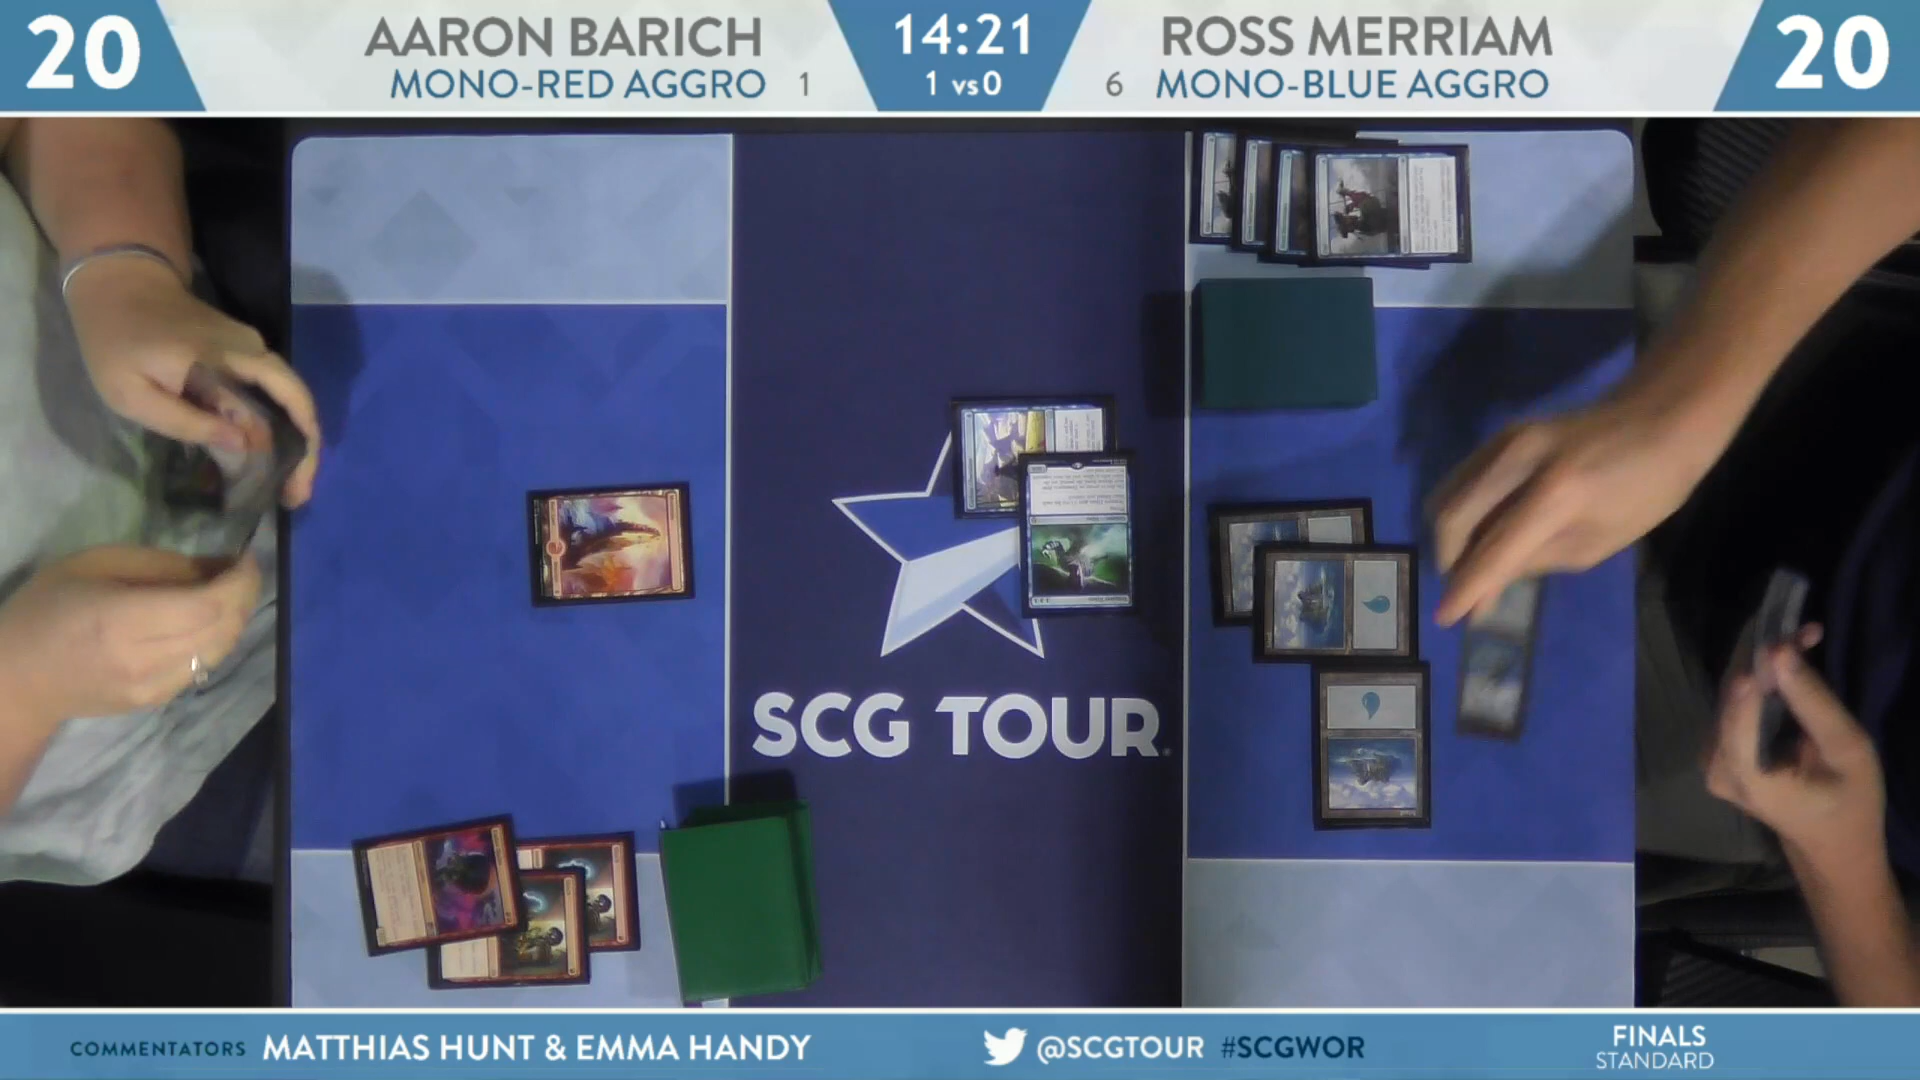 20
AARON BARICH
MONO-RED AGGRO 1
14:21
1 vs 0
ROSS MERRIAM
6 MONO-BLUE AGGRO
20
SCG TOUR
COMMENTATORS MATTHIAS HUNT & EMMA HANDY
@SCGTOUR #SCGWOR
FINALS
STANDARD